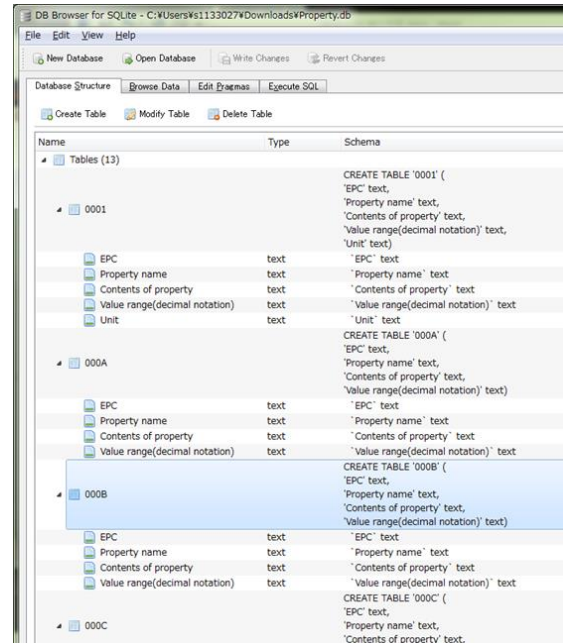 DB Browser for SQLite - C:¥Users¥s1133027¥Downloads¥Property.db
File Edit View Help
New Database Open Database Write Changes Revert Changes
Database Structure Browse Data Edit Pragmas Execute SQL
Create Table Modify Table Delete Table
Name Type Schema
Tables (13)
CREATE TABLE '0001' (
'EPC' text,
'Property name' text,
0001 'Contents of property' text,
'Value range(decimal notation)' text,
'Unit' text)
EPC text `EPC` text
Property name text `Property name` text
Contents of property text `Contents of property` text
Value range(decimal notation) text `Value range(decimal notation)` text
Unit text `Unit` text
CREATE TABLE '000A' (
'EPC' text,
000A 'Property name' text,
'Contents of property' text,
'Value range(decimal notation)' text)
EPC text `EPC` text
Property name text `Property name` text
Contents of property text `Contents of property` text
Value range(decimal notation) text `Value range(decimal notation)` text
CREATE TABLE '000B' (
'EPC' text,
000B 'Property name' text,
'Contents of property' text,
'Value range(decimal notation)' text)
EPC text `EPC` text
Property name text `Property name` text
Contents of property text `Contents of property` text
Value range(decimal notation) text `Value range(decimal notation)` text
CREATE TABLE '000C' (
'EPC' text,
000C 'Property name' text,
'Contents of property' text,